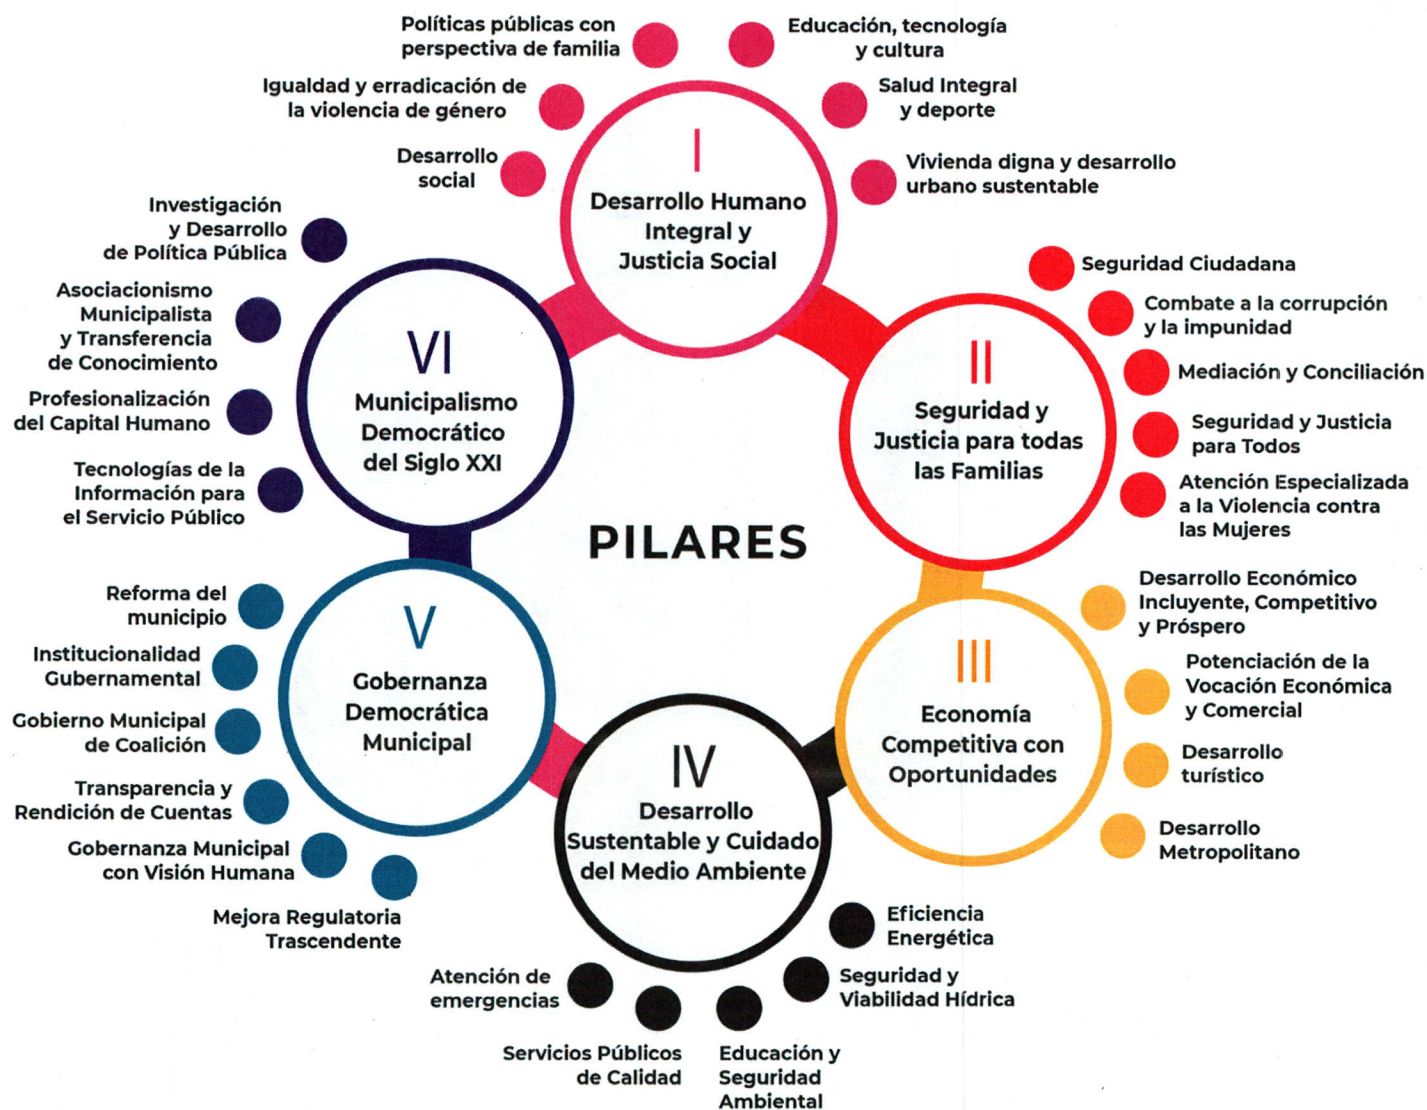 Políticas públicas con
perspectiva de familia
Igualdad y erradicación de
la violencia de género
Desarrollo
social
Educación, tecnología
y cultura
Salud Integral
y deporte
Vivienda digna y desarrollo
urbano sustentable
I
Desarrollo Humano
Integral y
Justicia Social
Seguridad Ciudadana
Combate a la corrupción
y la impunidad
Mediación y Conciliación
Seguridad y Justicia
para Todos
Atención Especializada
a la Violencia contra
las Mujeres
II
Seguridad y
Justicia para todas
las Familias
PILARES
Desarrollo Económico
Incluyente, Competitivo
y Próspero
Potenciación de la
Vocación Económica
y Comercial
Desarrollo
turístico
Desarrollo
Metropolitano
III
Economía
Competitiva con
Oportunidades
IV
Desarrollo
Sustentable y Cuidado
del Medio Ambiente
Eficiencia
Energética
Seguridad y
Viabilidad Hídrica
Educación y
Seguridad
Ambiental
Servicios Públicos
de Calidad
Atención de
emergencias
V
Gobernanza
Democrática
Municipal
Reforma del
municipio
Institucionalidad
Gubernamental
Gobierno Municipal
de Coalición
Transparencia y
Rendición de Cuentas
Gobernanza Municipal
con Visión Humana
Mejora Regulatoria
Trascendente
VI
Municipalismo
Democrático
del Siglo XXI
Investigación
y Desarrollo
de Política Pública
Asociacionismo
Municipalista
y Transferencia
de Conocimiento
Profesionalización
del Capital Humano
Tecnologías de la
Información para
el Servicio Público